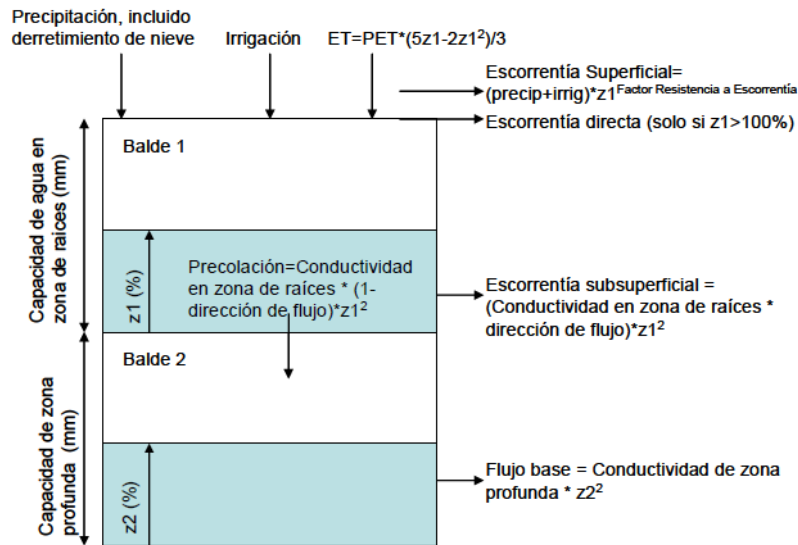 Precipitación, incluido
derretimiento de nieve
Irrigación
ET=PET*(5z1-2z1²)/3
Escorrentía Superficial=
(precip+irrig)*z1^Factor Resistencia a Escorrentía
Escorrentía directa (solo si z1>100%)
Capacidad de agua en
zona de raices (mm)
Balde 1
z1 (%)
Precolación=Conductividad
en zona de raíces * (1-
dirección de flujo)*z1²
Escorrentía subsuperficial =
(Conductividad en zona de raíces *
dirección de flujo)*z1²
Capacidad de zona
profunda (mm)
Balde 2
z2 (%)
Flujo base = Conductividad de zona
profunda * z2²